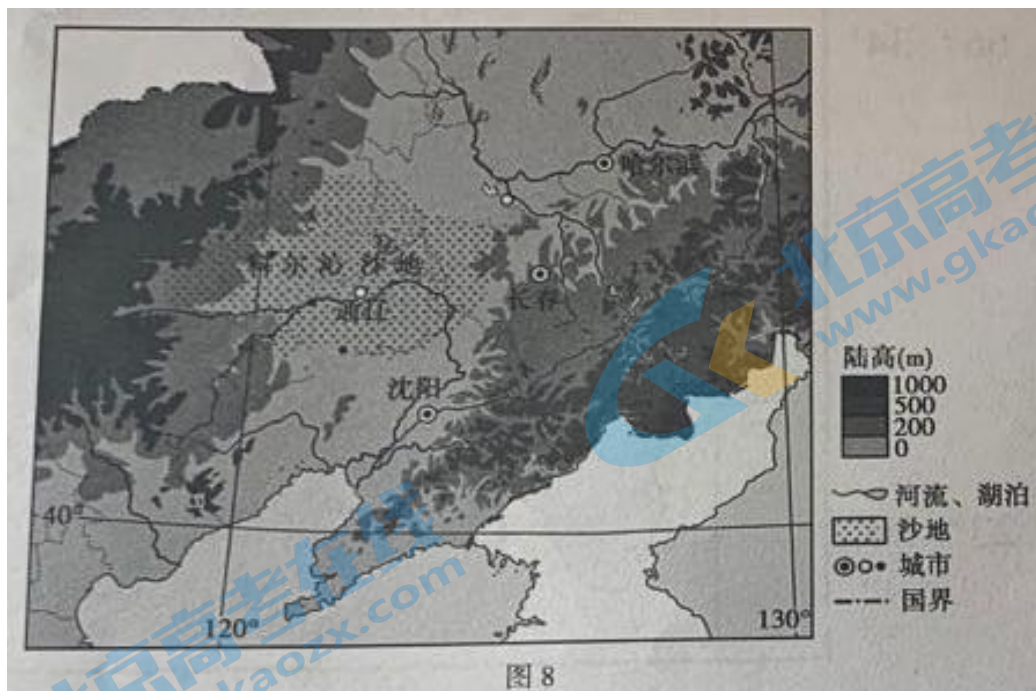 哈尔滨
科尔沁沙地
长春
通辽
沈阳
40°
120°
130°
陆高(m)
1000
500
200
0
河流、湖泊
沙地
城市
国界
图8
北京高考
www.gkaozx.com
北京高考在线
kaozx.com